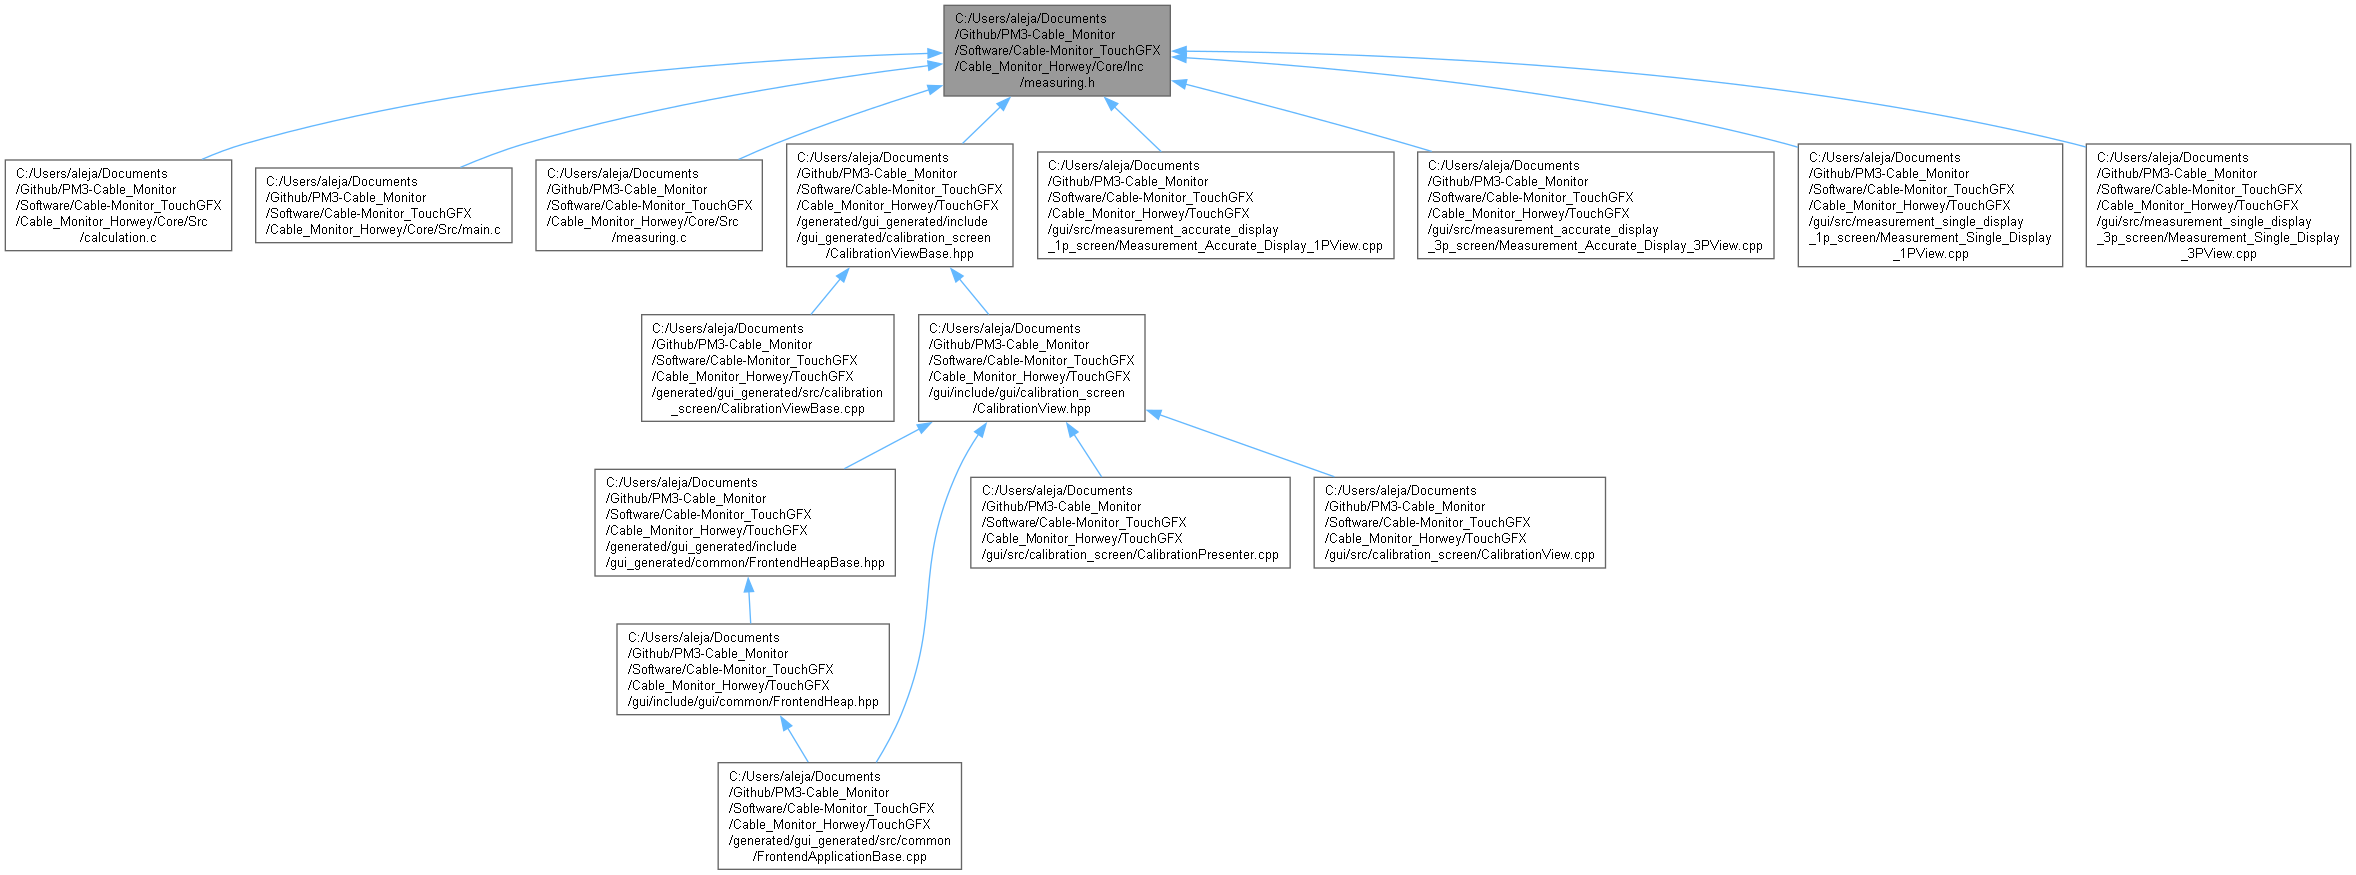 C:/Users/aleja/Documents
/Github/PM3-Cable_Monitor
/Software/Cable-Monitor_TouchGFX
/Cable_Monitor_Horwey/Core/Inc
/measuring.h
C:/Users/aleja/Documents
/Github/PM3-Cable_Monitor
/Software/Cable-Monitor_TouchGFX
/Cable_Monitor_Horwey/Core/Src
/calculation.c
C:/Users/aleja/Documents
/Github/PM3-Cable_Monitor
/Software/Cable-Monitor_TouchGFX
/Cable_Monitor_Horwey/Core/Src/main.c
C:/Users/aleja/Documents
/Github/PM3-Cable_Monitor
/Software/Cable-Monitor_TouchGFX
/Cable_Monitor_Horwey/Core/Src
/measuring.c
C:/Users/aleja/Documents
/Github/PM3-Cable_Monitor
/Software/Cable-Monitor_TouchGFX
/Cable_Monitor_Horwey/TouchGFX
/generated/gui_generated/include
/gui_generated/calibration_screen
/CalibrationViewBase.hpp
C:/Users/aleja/Documents
/Github/PM3-Cable_Monitor
/Software/Cable-Monitor_TouchGFX
/Cable_Monitor_Horwey/TouchGFX
/gui/src/measurement_accurate_display
_1p_screen/Measurement_Accurate_Display_1PView.cpp
C:/Users/aleja/Documents
/Github/PM3-Cable_Monitor
/Software/Cable-Monitor_TouchGFX
/Cable_Monitor_Horwey/TouchGFX
/gui/src/measurement_accurate_display
_3p_screen/Measurement_Accurate_Display_3PView.cpp
C:/Users/aleja/Documents
/Github/PM3-Cable_Monitor
/Software/Cable-Monitor_TouchGFX
/Cable_Monitor_Horwey/TouchGFX
/gui/src/measurement_single_display
_1p_screen/Measurement_Single_Display
_1PView.cpp
C:/Users/aleja/Documents
/Github/PM3-Cable_Monitor
/Software/Cable-Monitor_TouchGFX
/Cable_Monitor_Horwey/TouchGFX
/gui/src/measurement_single_display
_3p_screen/Measurement_Single_Display
_3PView.cpp
C:/Users/aleja/Documents
/Github/PM3-Cable_Monitor
/Software/Cable-Monitor_TouchGFX
/Cable_Monitor_Horwey/TouchGFX
/generated/gui_generated/src/calibration
_screen/CalibrationViewBase.cpp
C:/Users/aleja/Documents
/Github/PM3-Cable_Monitor
/Software/Cable-Monitor_TouchGFX
/Cable_Monitor_Horwey/TouchGFX
/gui/include/gui/calibration_screen
/CalibrationView.hpp
C:/Users/aleja/Documents
/Github/PM3-Cable_Monitor
/Software/Cable-Monitor_TouchGFX
/Cable_Monitor_Horwey/TouchGFX
/generated/gui_generated/include
/gui_generated/common/FrontendHeapBase.hpp
C:/Users/aleja/Documents
/Github/PM3-Cable_Monitor
/Software/Cable-Monitor_TouchGFX
/Cable_Monitor_Horwey/TouchGFX
/gui/src/calibration_screen/CalibrationPresenter.cpp
C:/Users/aleja/Documents
/Github/PM3-Cable_Monitor
/Software/Cable-Monitor_TouchGFX
/Cable_Monitor_Horwey/TouchGFX
/gui/src/calibration_screen/CalibrationView.cpp
C:/Users/aleja/Documents
/Github/PM3-Cable_Monitor
/Software/Cable-Monitor_TouchGFX
/Cable_Monitor_Horwey/TouchGFX
/gui/include/gui/common/FrontendHeap.hpp
C:/Users/aleja/Documents
/Github/PM3-Cable_Monitor
/Software/Cable-Monitor_TouchGFX
/Cable_Monitor_Horwey/TouchGFX
/generated/gui_generated/src/common
/FrontendApplicationBase.cpp